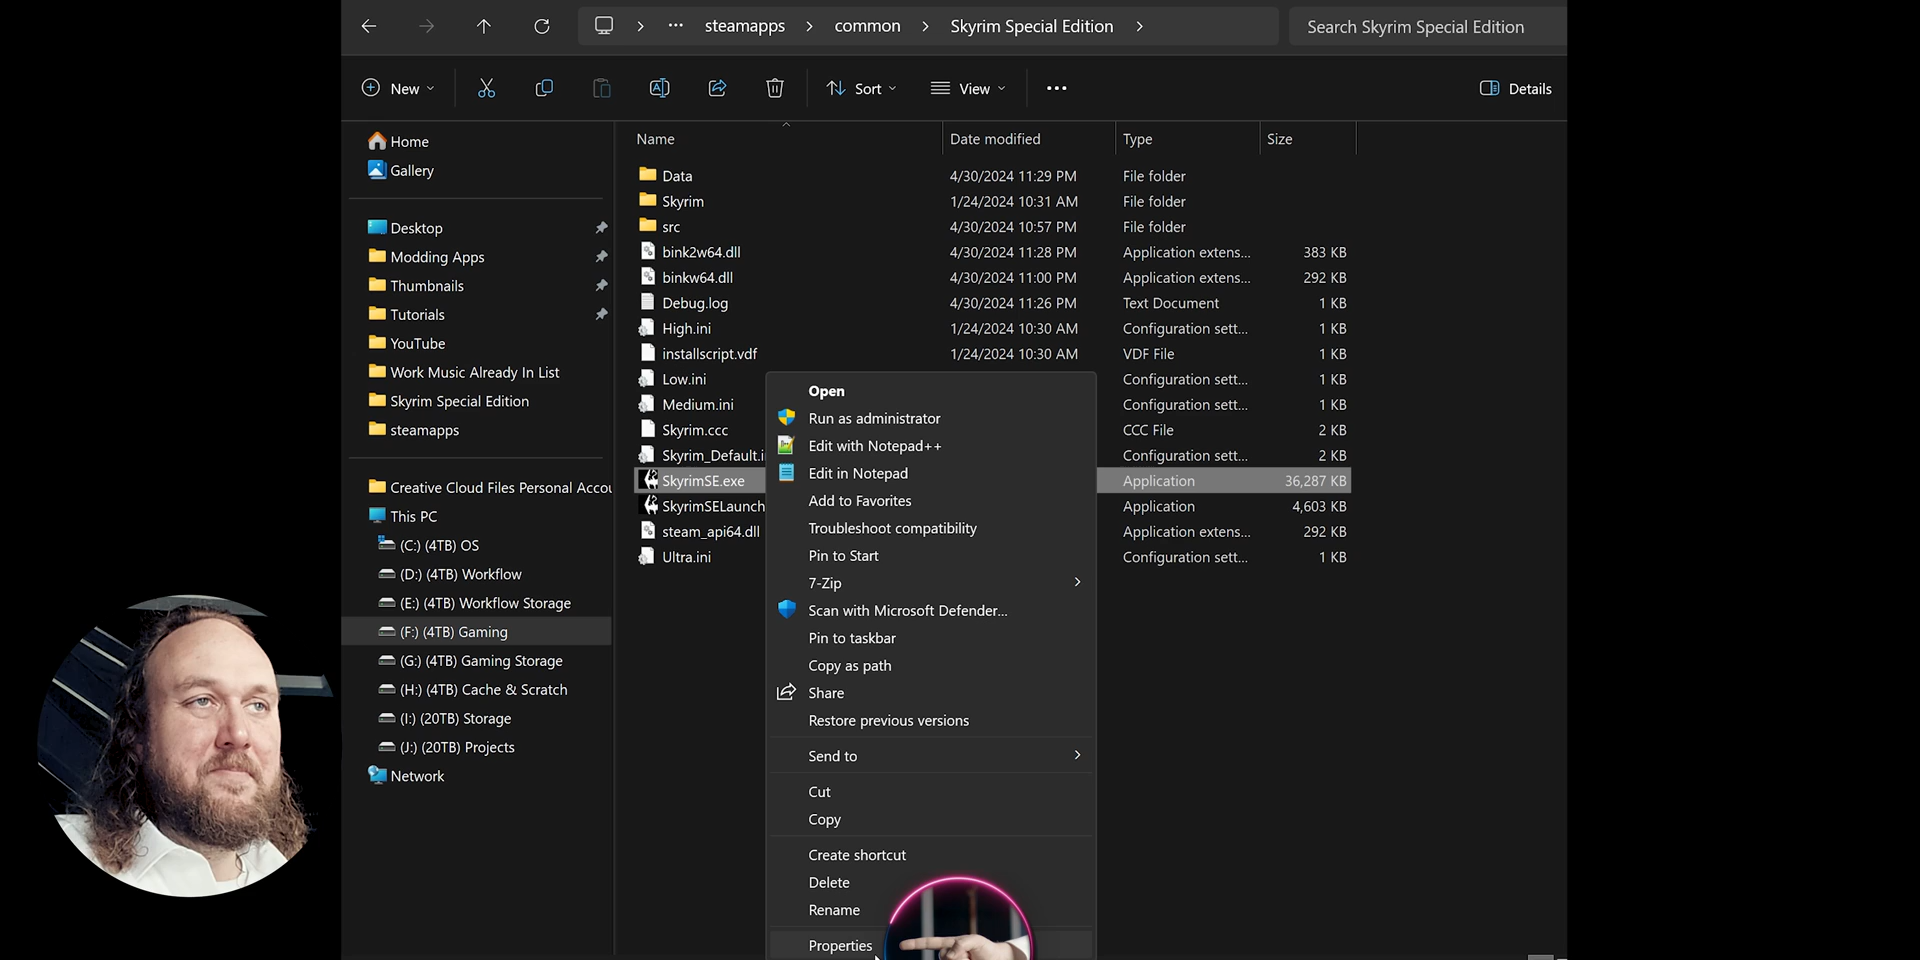 steamapps > common > Skyrim Special Edition >
Search Skyrim Special Edition
New
Sort
View
Details
Home
Gallery
Desktop
Modding Apps
Thumbnails
Tutorials
YouTube
Work Music Already In List
Skyrim Special Edition
steamapps
Creative Cloud Files Personal Accou
This PC
(C:) (4TB) OS
(D:) (4TB) Workflow
(E:) (4TB) Workflow Storage
(F:) (4TB) Gaming
(G:) (4TB) Gaming Storage
(H:) (4TB) Cache & Scratch
(I:) (20TB) Storage
(J:) (20TB) Projects
Network
Name Date modified Type Size
Data 4/30/2024 11:29 PM File folder
Skyrim 1/24/2024 10:31 AM File folder
src 4/30/2024 10:57 PM File folder
bink2w64.dll 4/30/2024 11:28 PM Application extens... 383 KB
binkw64.dll 4/30/2024 11:00 PM Application extens... 292 KB
Debug.log 4/30/2024 11:26 PM Text Document 1 KB
High.ini 1/24/2024 10:30 AM Configuration sett... 1 KB
installscript.vdf 1/24/2024 10:30 AM VDF File 1 KB
Low.ini Configuration sett... 1 KB
Medium.ini Configuration sett... 1 KB
Skyrim.ccc CCC File 2 KB
Skyrim_Default.i Configuration sett... 2 KB
SkyrimSE.exe Application 36,287 KB
SkyrimSELaunch Application 4,603 KB
steam_api64.dll Application extens... 292 KB
Ultra.ini Configuration sett... 1 KB
Open
Run as administrator
Edit with Notepad++
Edit in Notepad
Add to Favorites
Troubleshoot compatibility
Pin to Start
7-Zip
Scan with Microsoft Defender...
Pin to taskbar
Copy as path
Share
Restore previous versions
Send to
Cut
Copy
Create shortcut
Delete
Rename
Properties